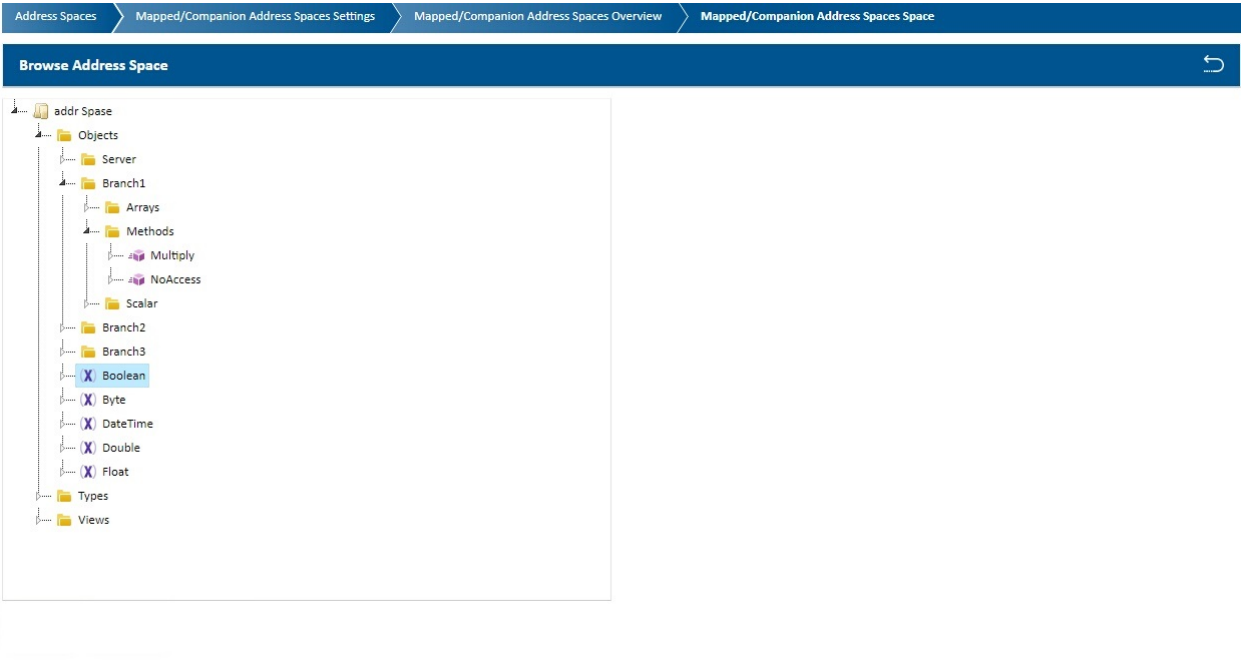 Address Spaces Mapped/Companion Address Spaces Settings Mapped/Companion Address Spaces Overview Mapped/Companion Address Spaces Space
Browse Address Space
addr Spase
Objects
Server
Branch1
Arrays
Methods
Multiply
NoAccess
Scalar
Branch2
Branch3
(X) Boolean
(X) Byte
(X) DateTime
(X) Double
(X) Float
Types
Views